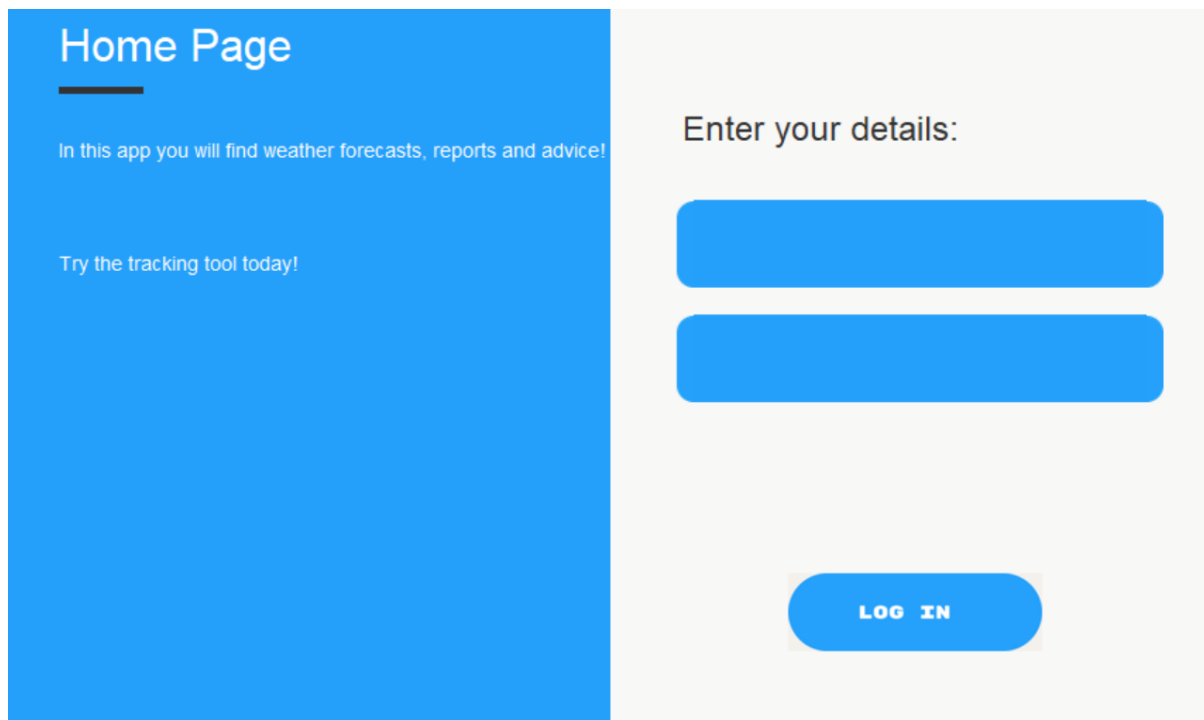 Home Page
In this app you will find weather forecasts, reports and advice!
Try the tracking tool today!
Enter your details:
LOG IN